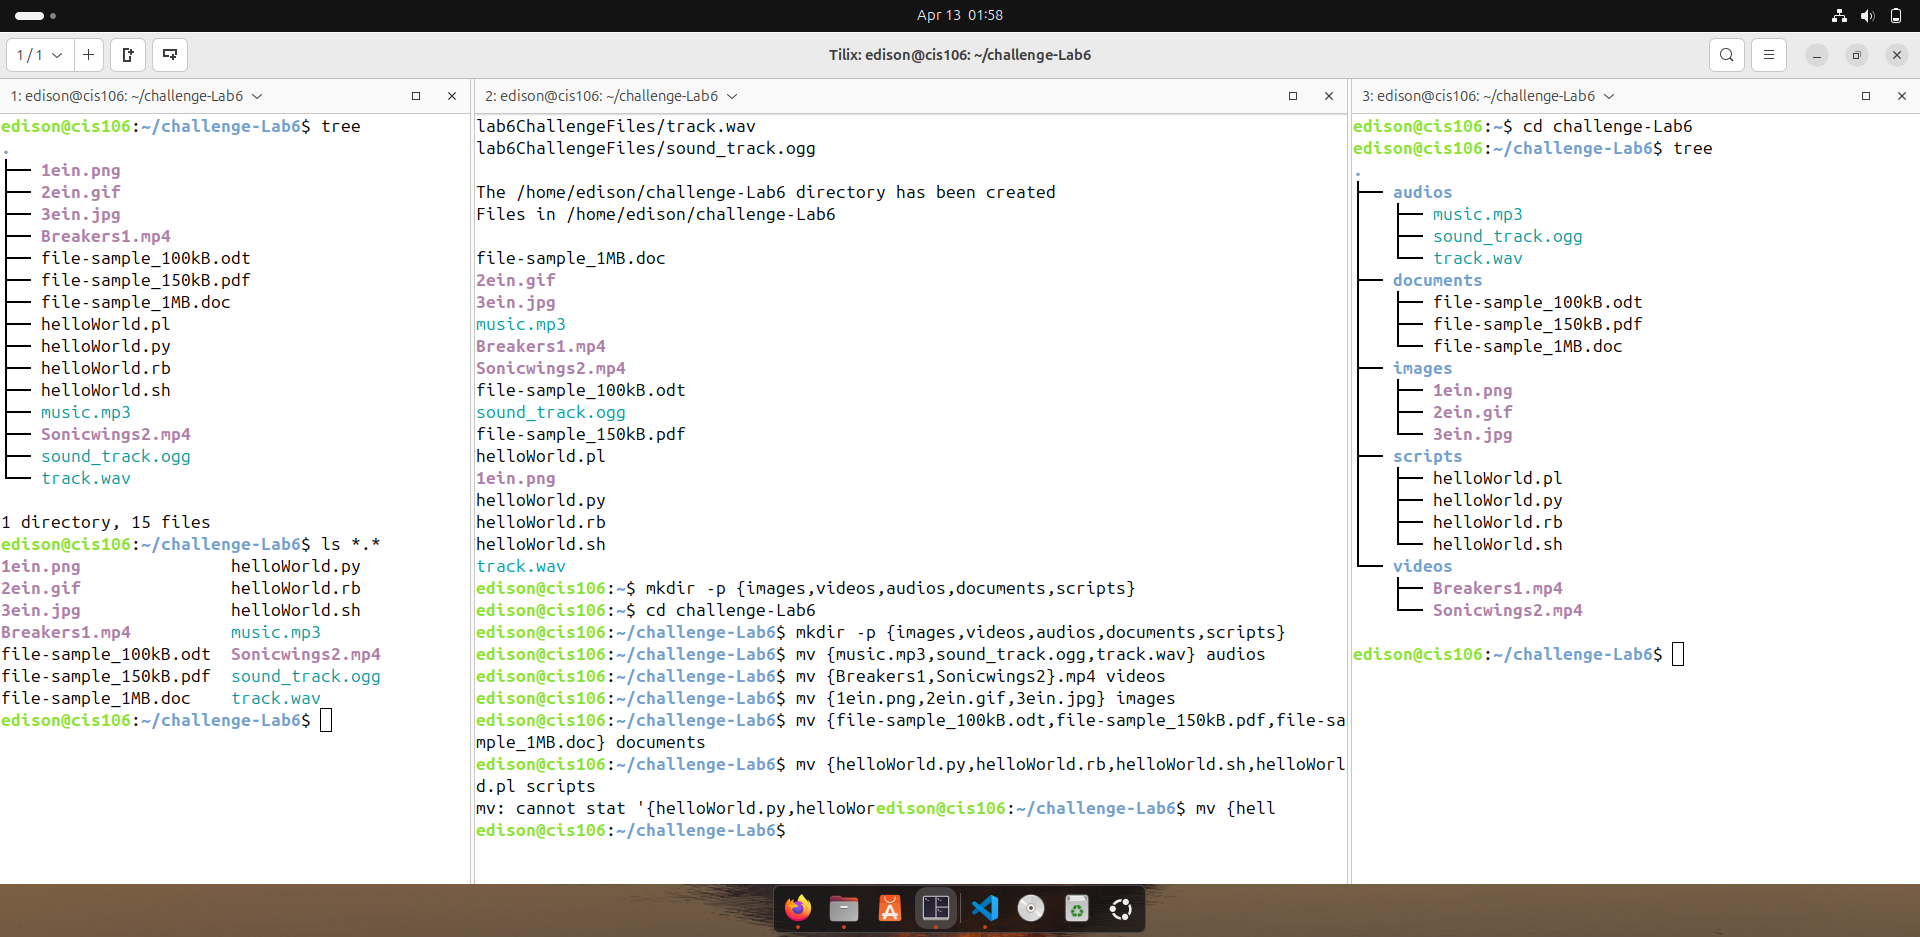 Apr 13 01:58
1 / 1
Tilix: edison@cis106: ~/challenge-Lab6
1: edison@cis106: ~/challenge-Lab6
edison@cis106:~/challenge-Lab6$ tree
.
1ein.png
2ein.gif
3ein.jpg
Breakers1.mp4
file-sample_100kB.odt
file-sample_150kB.pdf
file-sample_1MB.doc
helloWorld.pl
helloWorld.py
helloWorld.rb
helloWorld.sh
music.mp3
Sonicwings2.mp4
sound_track.ogg
track.wav
1 directory, 15 files
edison@cis106:~/challenge-Lab6$ ls *.*
1ein.png helloWorld.py
2ein.gif helloWorld.rb
3ein.jpg helloWorld.sh
Breakers1.mp4 music.mp3
file-sample_100kB.odt Sonicwings2.mp4
file-sample_150kB.pdf sound_track.ogg
file-sample_1MB.doc track.wav
edison@cis106:~/challenge-Lab6$
2: edison@cis106: ~/challenge-Lab6
lab6ChallengeFiles/track.wav
lab6ChallengeFiles/sound_track.ogg
The /home/edison/challenge-Lab6 directory has been created
Files in /home/edison/challenge-Lab6
file-sample_1MB.doc
2ein.gif
3ein.jpg
music.mp3
Breakers1.mp4
Sonicwings2.mp4
file-sample_100kB.odt
sound_track.ogg
file-sample_150kB.pdf
helloWorld.pl
1ein.png
helloWorld.py
helloWorld.rb
helloWorld.sh
track.wav
edison@cis106:~$ mkdir -p {images,videos,audios,documents,scripts}
edison@cis106:~$ cd challenge-Lab6
edison@cis106:~/challenge-Lab6$ mkdir -p {images,videos,audios,documents,scripts}
edison@cis106:~/challenge-Lab6$ mv {music.mp3,sound_track.ogg,track.wav} audios
edison@cis106:~/challenge-Lab6$ mv {Breakers1,Sonicwings2}.mp4 videos
edison@cis106:~/challenge-Lab6$ mv {1ein.png,2ein.gif,3ein.jpg} images
edison@cis106:~/challenge-Lab6$ mv {file-sample_100kB.odt,file-sample_150kB.pdf,file-sa
mple_1MB.doc} documents
edison@cis106:~/challenge-Lab6$ mv {helloWorld.py,helloWorld.rb,helloWorld.sh,helloWorl
d.pl scripts
mv: cannot stat '{helloWorld.py,helloWoredison@cis106:~/challenge-Lab6$ mv {hell
edison@cis106:~/challenge-Lab6$
3: edison@cis106: ~/challenge-Lab6
edison@cis106:~$ cd challenge-Lab6
edison@cis106:~/challenge-Lab6$ tree
.
audios
music.mp3
sound_track.ogg
track.wav
documents
file-sample_100kB.odt
file-sample_150kB.pdf
file-sample_1MB.doc
images
1ein.png
2ein.gif
3ein.jpg
scripts
helloWorld.pl
helloWorld.py
helloWorld.rb
helloWorld.sh
videos
Breakers1.mp4
Sonicwings2.mp4
edison@cis106:~/challenge-Lab6$